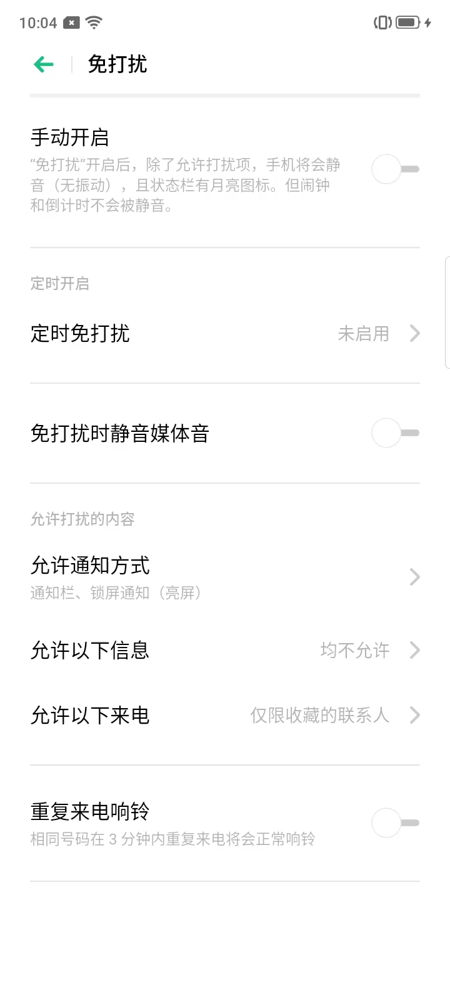 10:04
免打扰
手动开启
“免打扰”开启后，除了允许打扰项，手机将会静
音（无振动），且状态栏有月亮图标。但闹钟
和倒计时不会被静音。
定时开启
定时免打扰 未启用
免打扰时静音媒体音
允许打扰的内容
允许通知方式
通知栏、锁屏通知（亮屏）
允许以下信息 均不允许
允许以下来电 仅限收藏的联系人
重复来电响铃
相同号码在 3 分钟内重复来电将会正常响铃